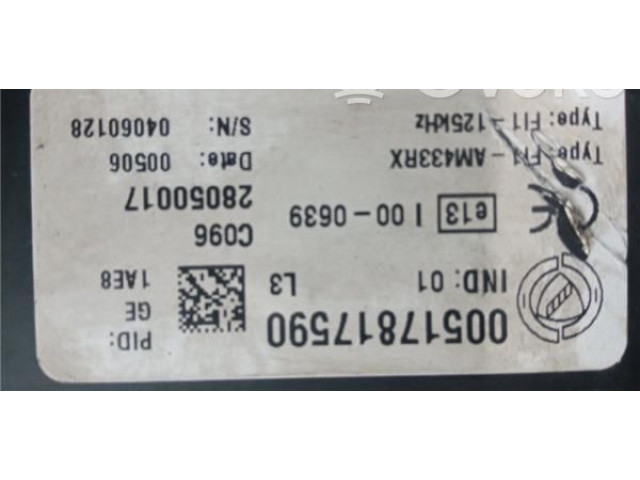 00517817590
PID:
GE
1AE8
IND: 01 L3
C096
28050017
e13 I 00 - 0639
Type: FI1 - AM433RX Date: 00506
Type: FI1 - 125kHz S/N: 04060128